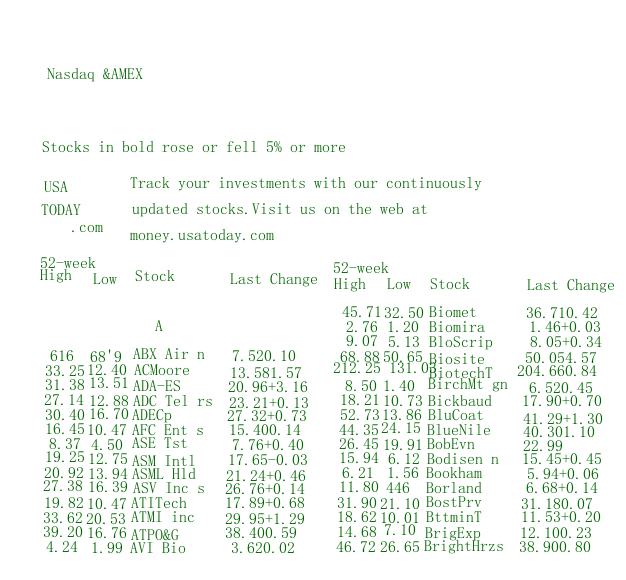 Nasdaq &AMEX
Stocks in bold rose or fell 5% or more
USA
TODAY
.com
Track your investments with our continuously
updated stocks.Visit us on the web at
money.usatoday.com
52-week
High Low Stock Last Change
A
616 68'9 ABX Air n 7.520.10
33.25 12.40 ACMoore 13.581.57
31.38 13.51 ADA-ES 20.96+3.16
27.14 12.88 ADC Tel rs 23.21+0.13
30.40 16.70 ADECp 27.32+0.73
16.45 10.47 AFC Ent s 15.400.14
8.37 4.50 ASE Tst 7.76+0.40
19.25 12.75 ASM Intl 17.65-0.03
20.92 13.94 ASML Hld 21.24+0.46
27.38 16.39 ASV Inc s 26.76+0.14
19.82 10.47 ATITech 17.89+0.68
33.62 20.53 ATMI inc 29.95+1.29
39.20 16.76 ATPO&G 38.400.59
4.24 1.99 AVI Bio 3.620.02
52-week
High Low Stock Last Change
45.71 32.50 Biomet 36.710.42
2.76 1.20 Biomira 1.46+0.03
9.07 5.13 BloScrip 8.05+0.34
68.88 50.65 Biosite 50.054.57
212.25 131.03 BiotechT 204.660.84
8.50 1.40 BirchMt gn 6.520.45
18.21 10.73 Bickbaud 17.90+0.70
52.73 13.86 BluCoat 41.29+1.30
44.35 24.15 BlueNile 40.301.10
26.45 19.91 BobEvn 22.99
15.94 6.12 Bodisen n 15.45+0.45
6.21 1.56 Bookham 5.94+0.06
11.80 446 Borland 6.68+0.14
31.90 21.10 BostPrv 31.180.07
18.62 10.01 BttminT 11.53+0.20
14.68 7.10 BrigExp 12.100.23
46.72 26.65 BrightHrzs 38.900.80